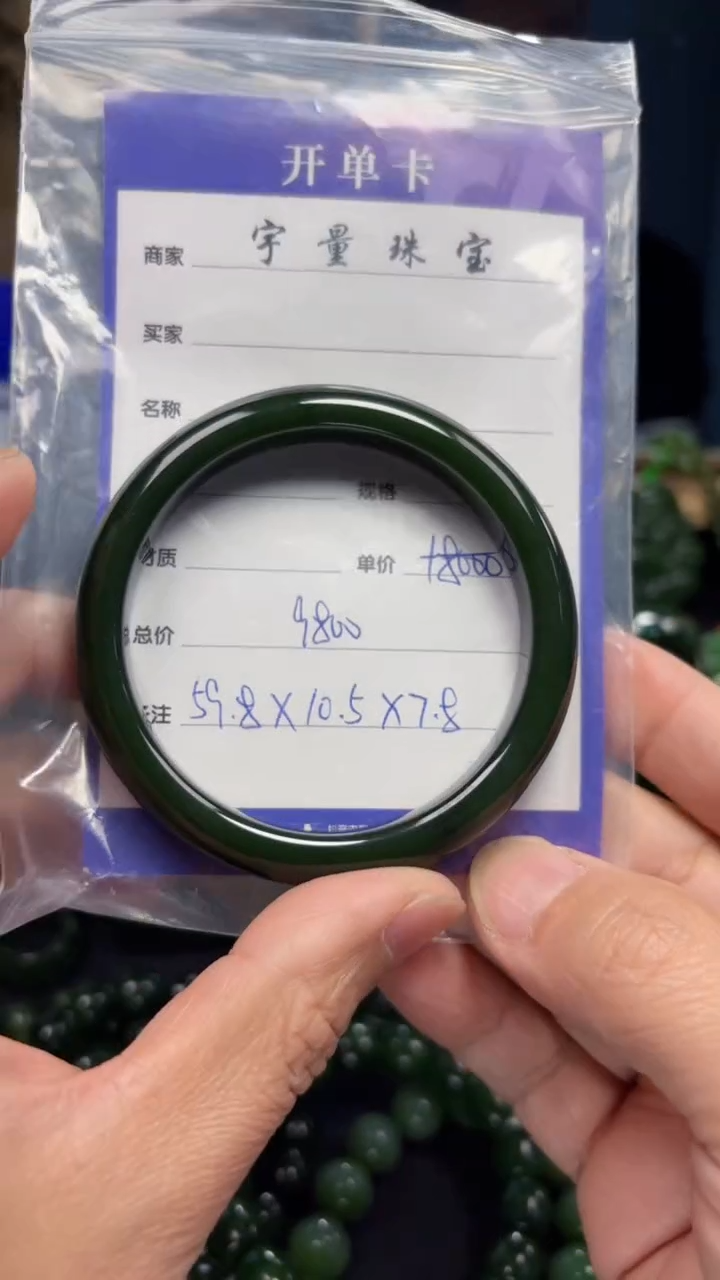 开单卡
商家 宇量珠宝
买家
名称
规格
质 单价 18000
总价 9800
注 59.8X10.5X7.8